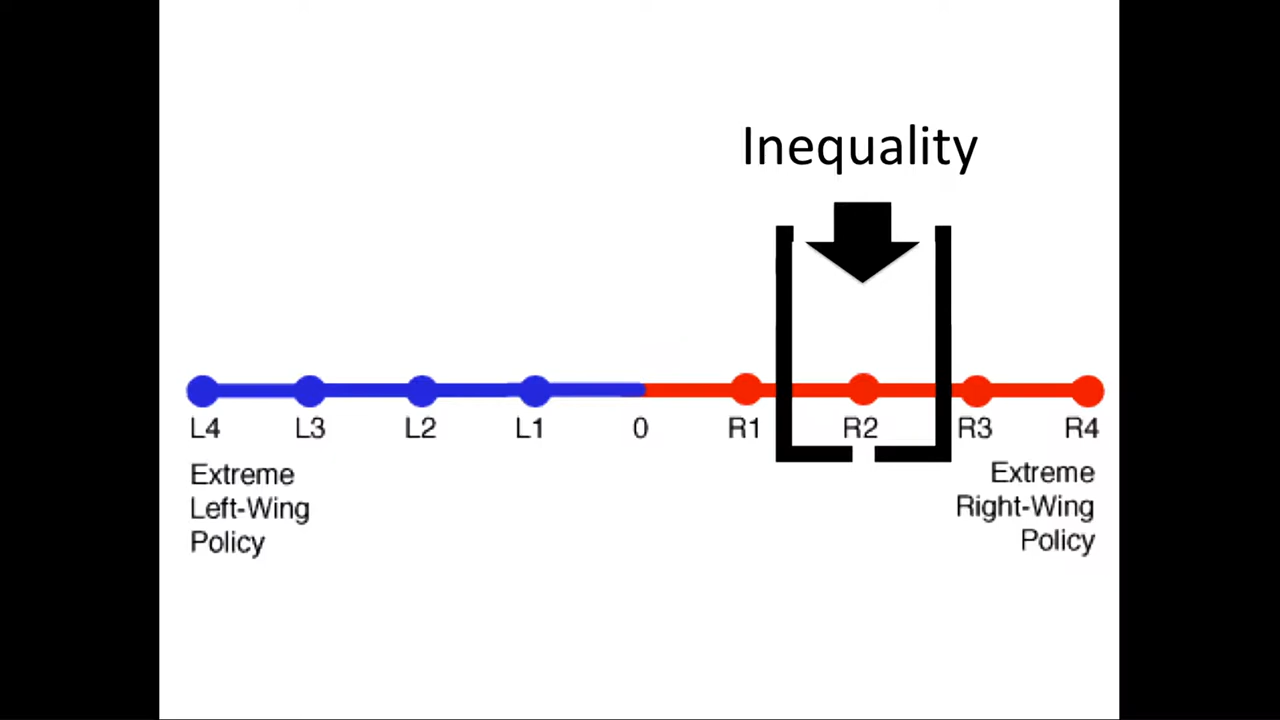 Inequality
L4 L3 L2 L1 0 R1 R2 R3 R4
Extreme
Left-Wing
Policy
Extreme
Right-Wing
Policy